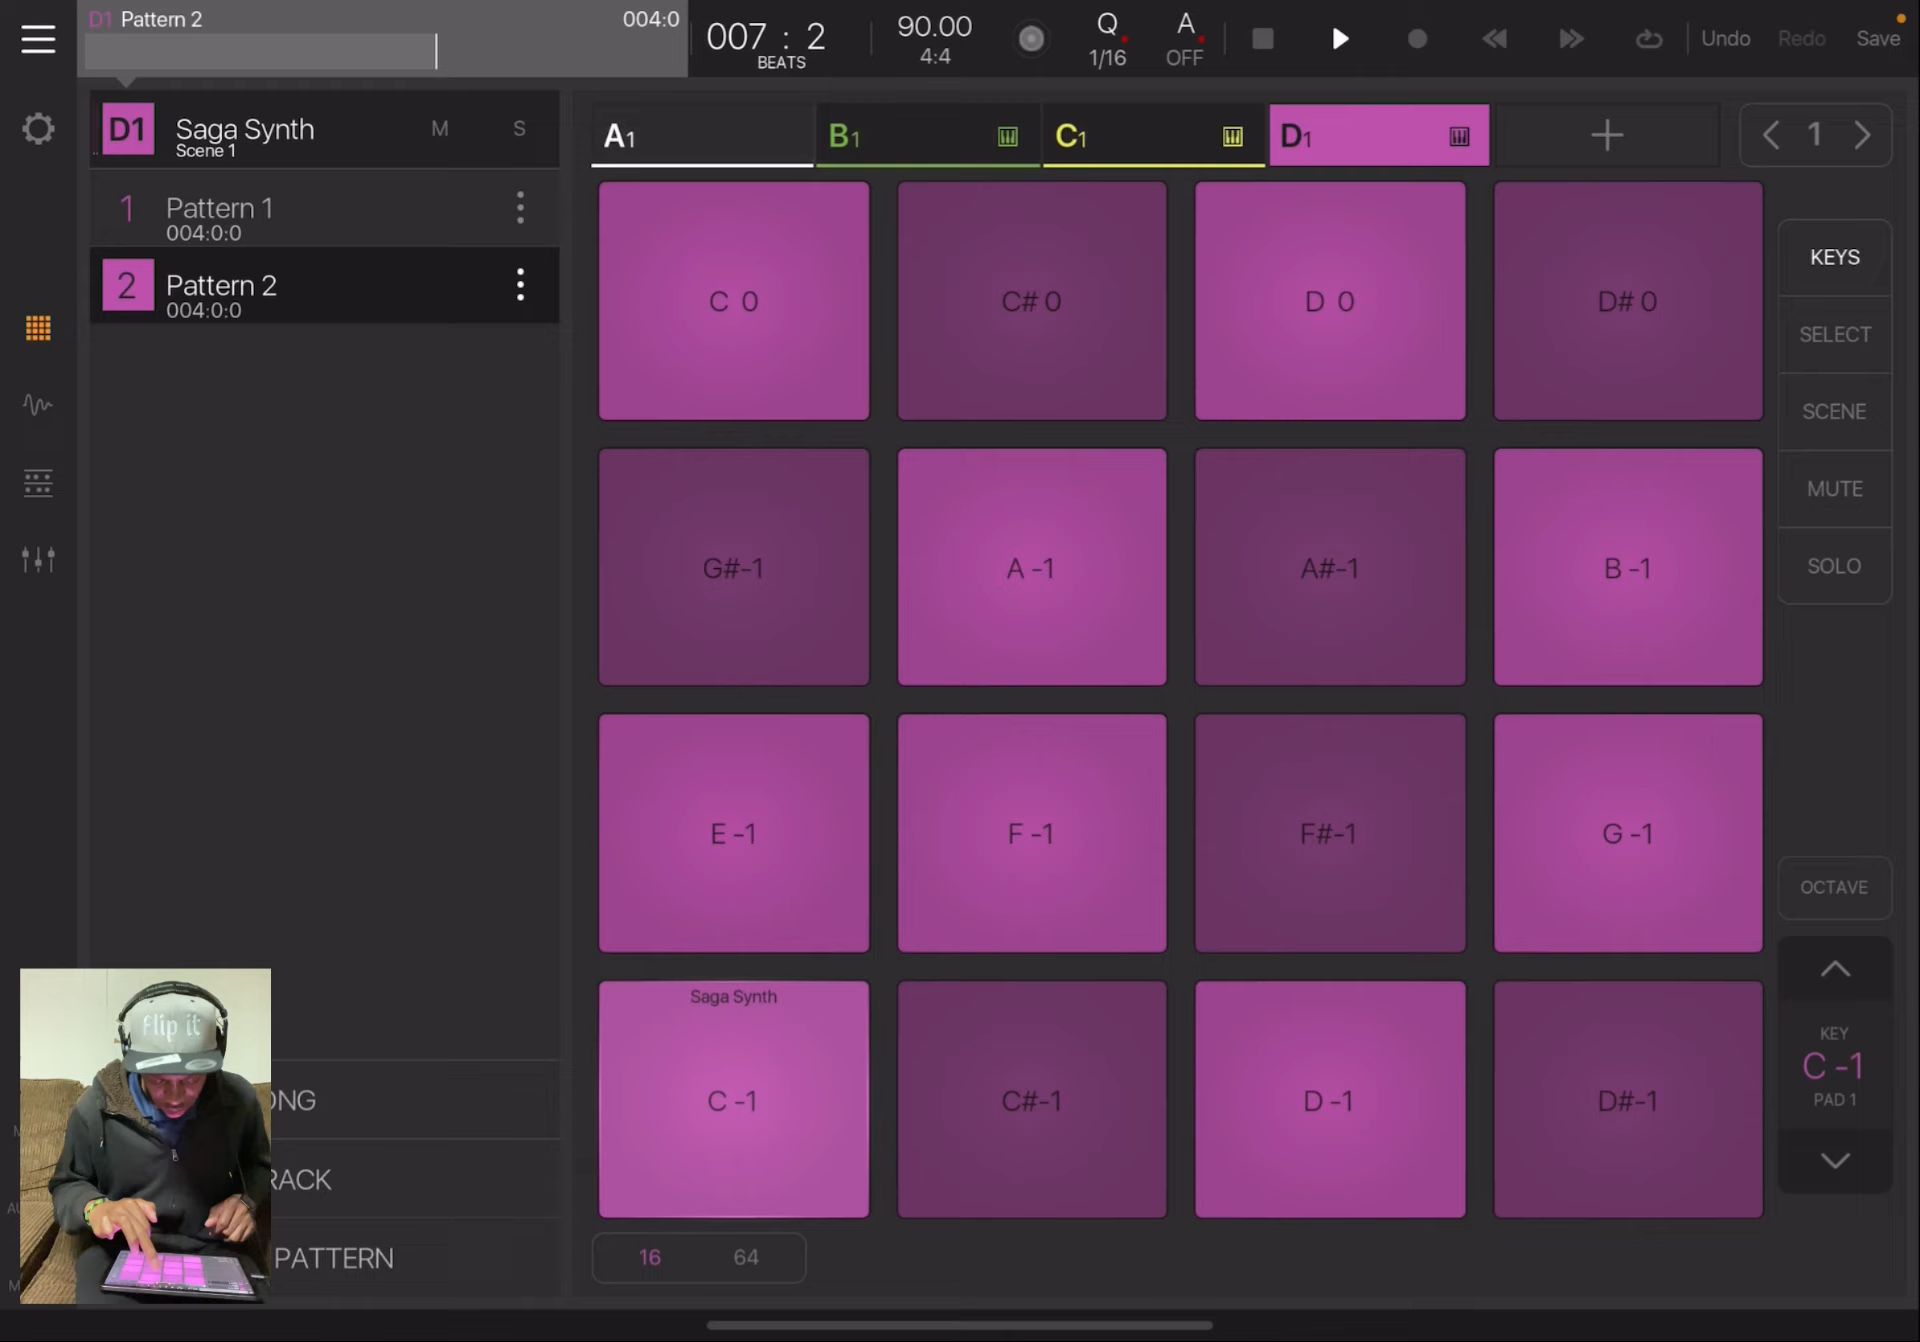 D1 Pattern 2 004:0
007 : 2
BEATS
90.00
4:4
Q
1/16
A
OFF
Undo Redo Save
D1 Saga Synth M S
Scene 1
1 Pattern 1
004:0:0
2 Pattern 2
004:0:0
A1 B1 C1 D1 + 1
C 0 C# 0 D 0 D# 0
G#-1 A -1 A#-1 B -1
E -1 F -1 F#-1 G -1
Saga Synth
C -1 C#-1 D -1 D#-1
16 64
KEYS
SELECT
SCENE
MUTE
SOLO
OCTAVE
KEY
C -1
PAD 1
ONG
RACK
PATTERN
flip it